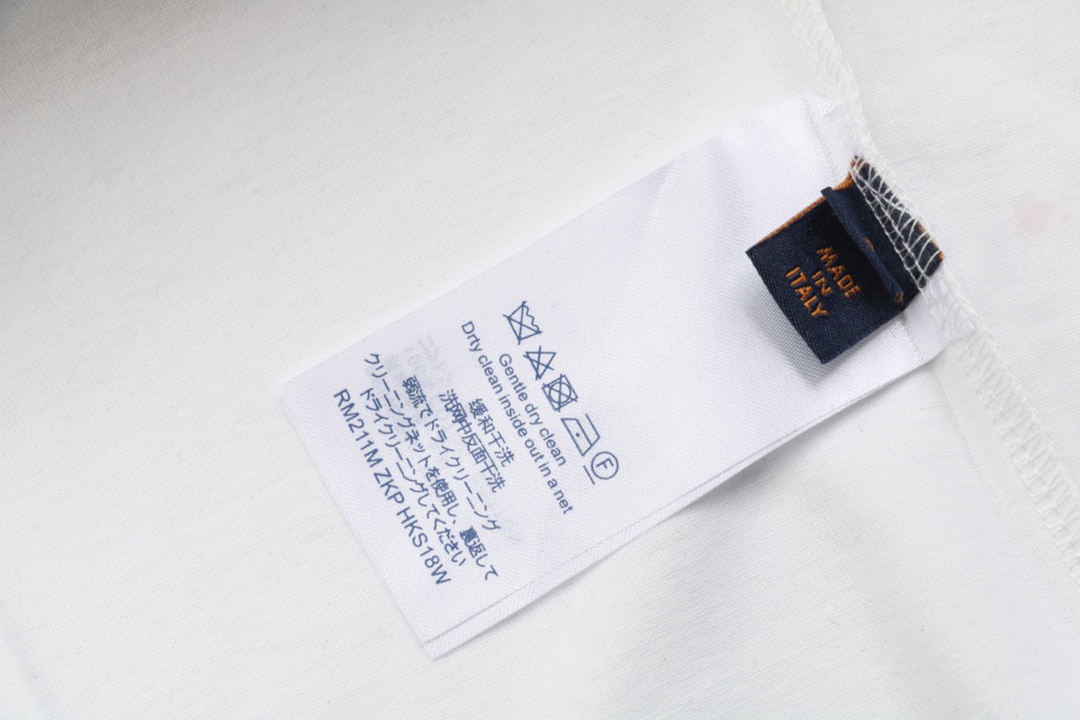 Gentle dry clean
Drty clean inside out in a net
缓和干洗
洗网中反面干洗
弱流でドライクリーニング
クリーニングネットを使用し、裏返して
ドライクリーニングしてください
RM211M ZKP HKS18W
F
MADE
IN
ITALY